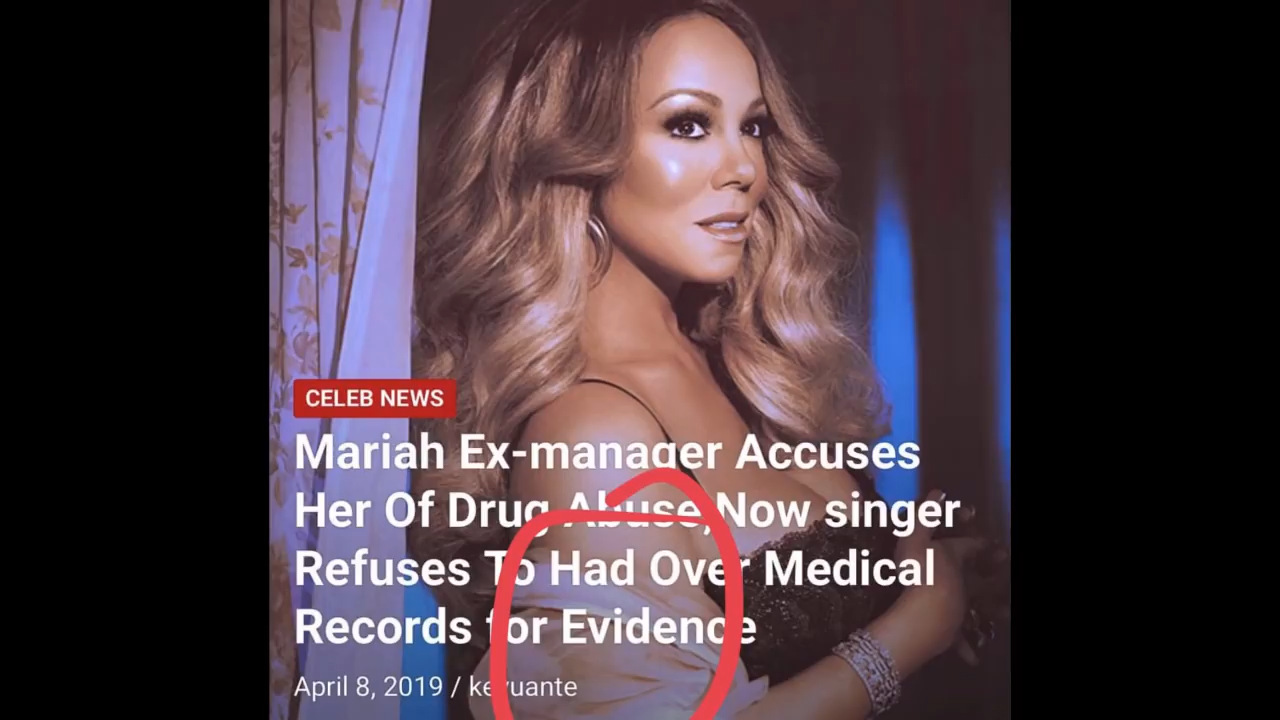 CELEB NEWS
Mariah Ex-manager Accuses
Her Of Drug Abuse,Now singer
Refuses To Had Over Medical
Records for Evidence
April 8, 2019 / keyuante